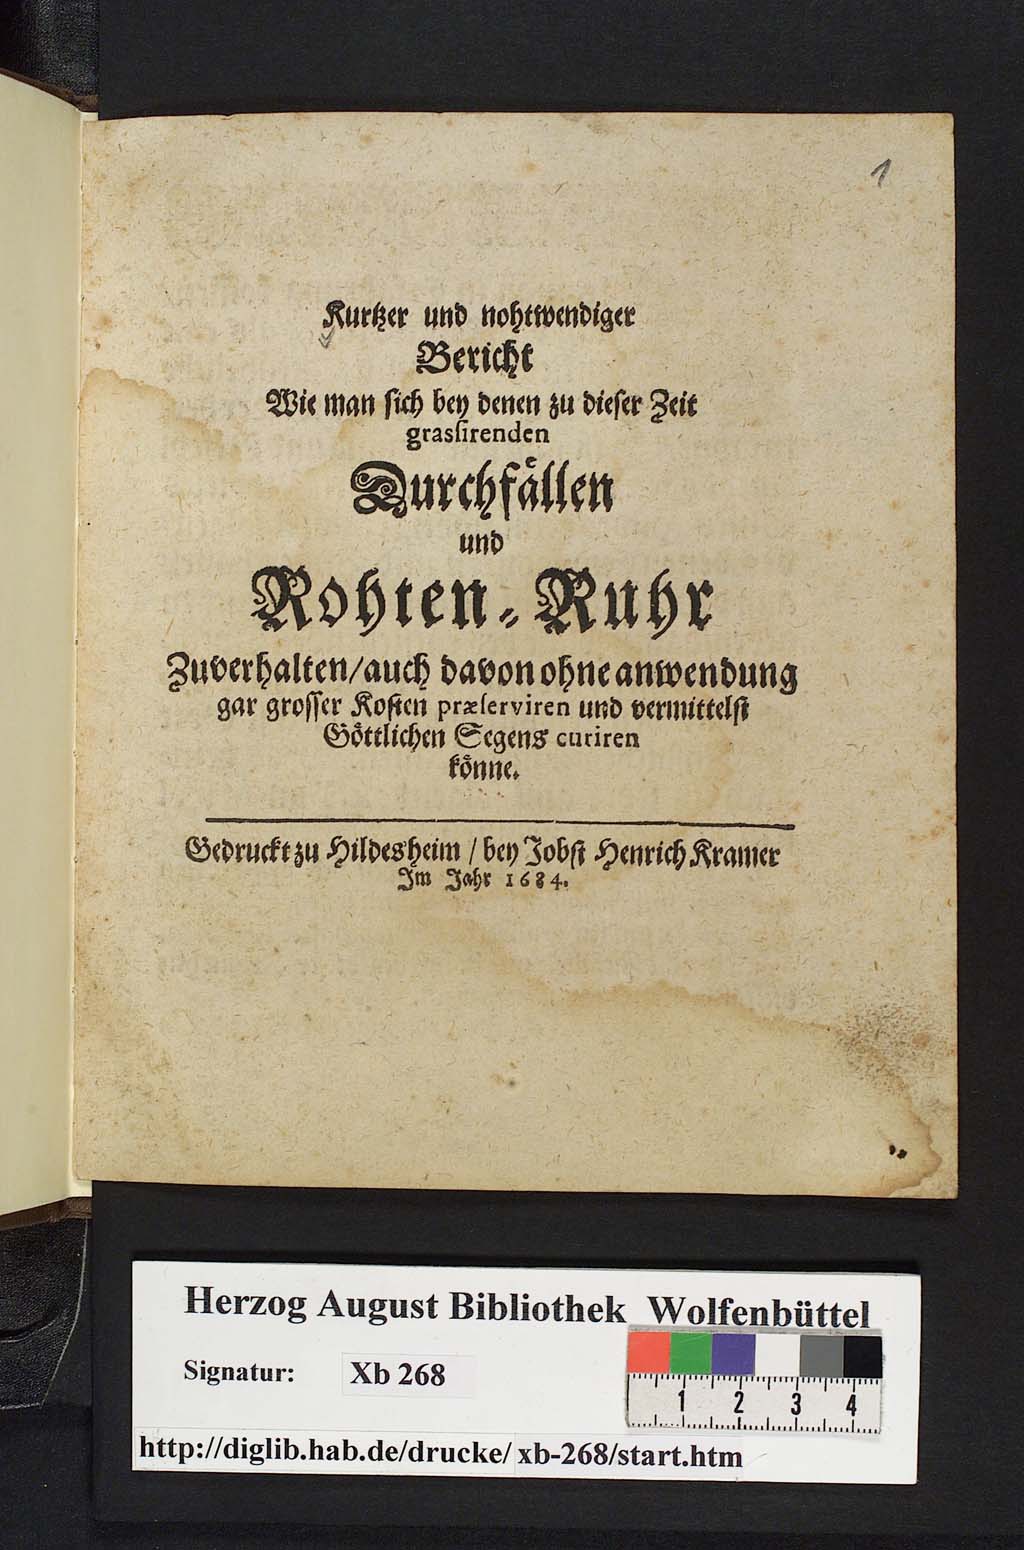 1
Kurtzer und nohtwendiger
Bericht
Wie man sich bey denen zu dieser Zeit
grassirenden
Durchfällen
und
Rohten-Ruhr
Zuverhalten/auch davon ohne anwendung
gar grosser Kosten præserviren und vermittelst
Göttlichen Segens curiren
könne.
Gedruckt zu Hildesheim / bey Jobst Henrich Kramer
Im Jahr 1684.
Herzog August Bibliothek Wolfenbüttel
Signatur: Xb 268
1 2 3 4
http://diglib.hab.de/drucke/ xb-268/start.htm